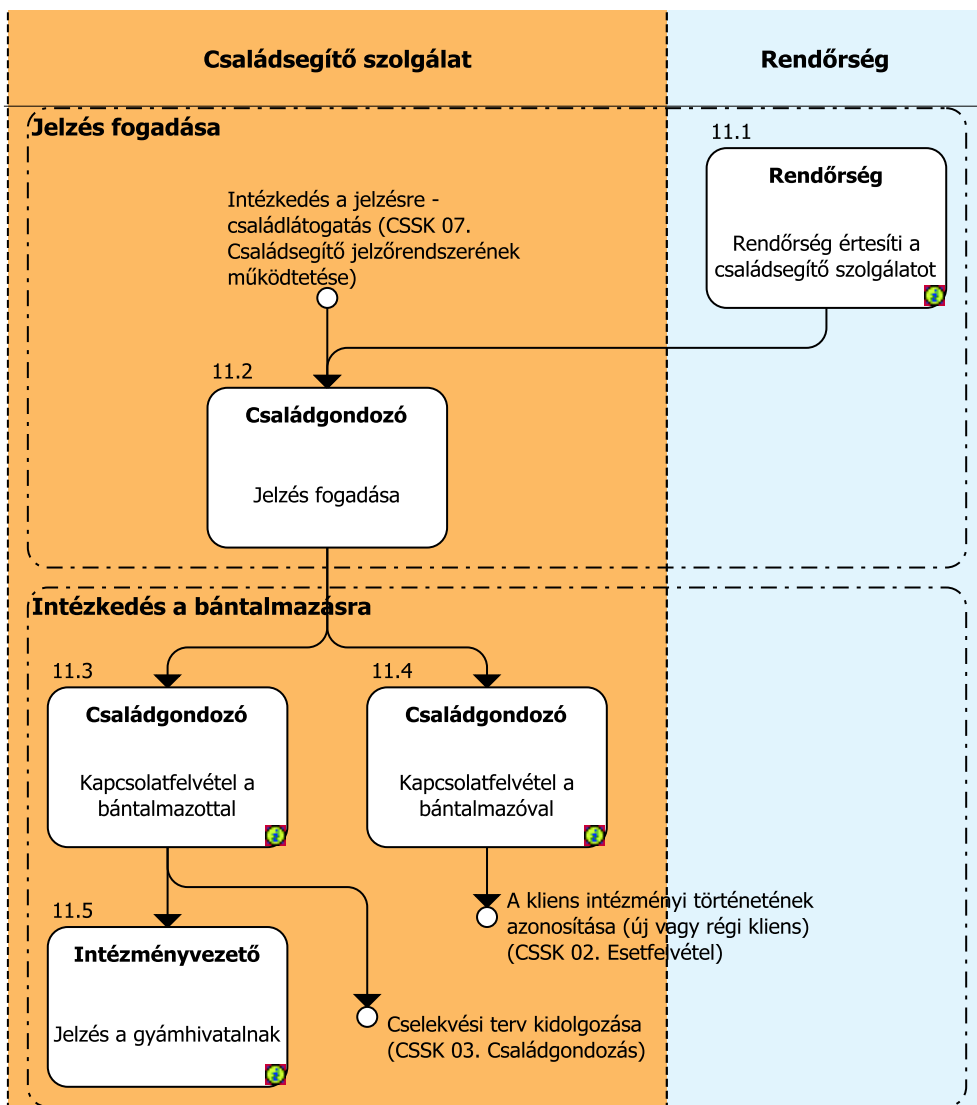 Családsegítő szolgálat
Rendőrség
Jelzés fogadása
11.1
Rendőrség
Rendőrség értesíti a
családsegítő szolgálatot
Intézkedés a jelzésre -
családlátogatás (CSSK 07.
Családsegítő jelzőrendszerének
működtetése)
11.2
Családgondozó
Jelzés fogadása
Intézkedés a bántalmazásra
11.3
Családgondozó
Kapcsolatfelvétel a
bántalmazottal
11.4
Családgondozó
Kapcsolatfelvétel a
bántalmazóval
A kliens intézményi történetének
azonosítása (új vagy régi kliens)
(CSSK 02. Esetfelvétel)
11.5
Intézményvezető
Jelzés a gyámhivatalnak
Cselekvési terv kidolgozása
(CSSK 03. Családgondozás)